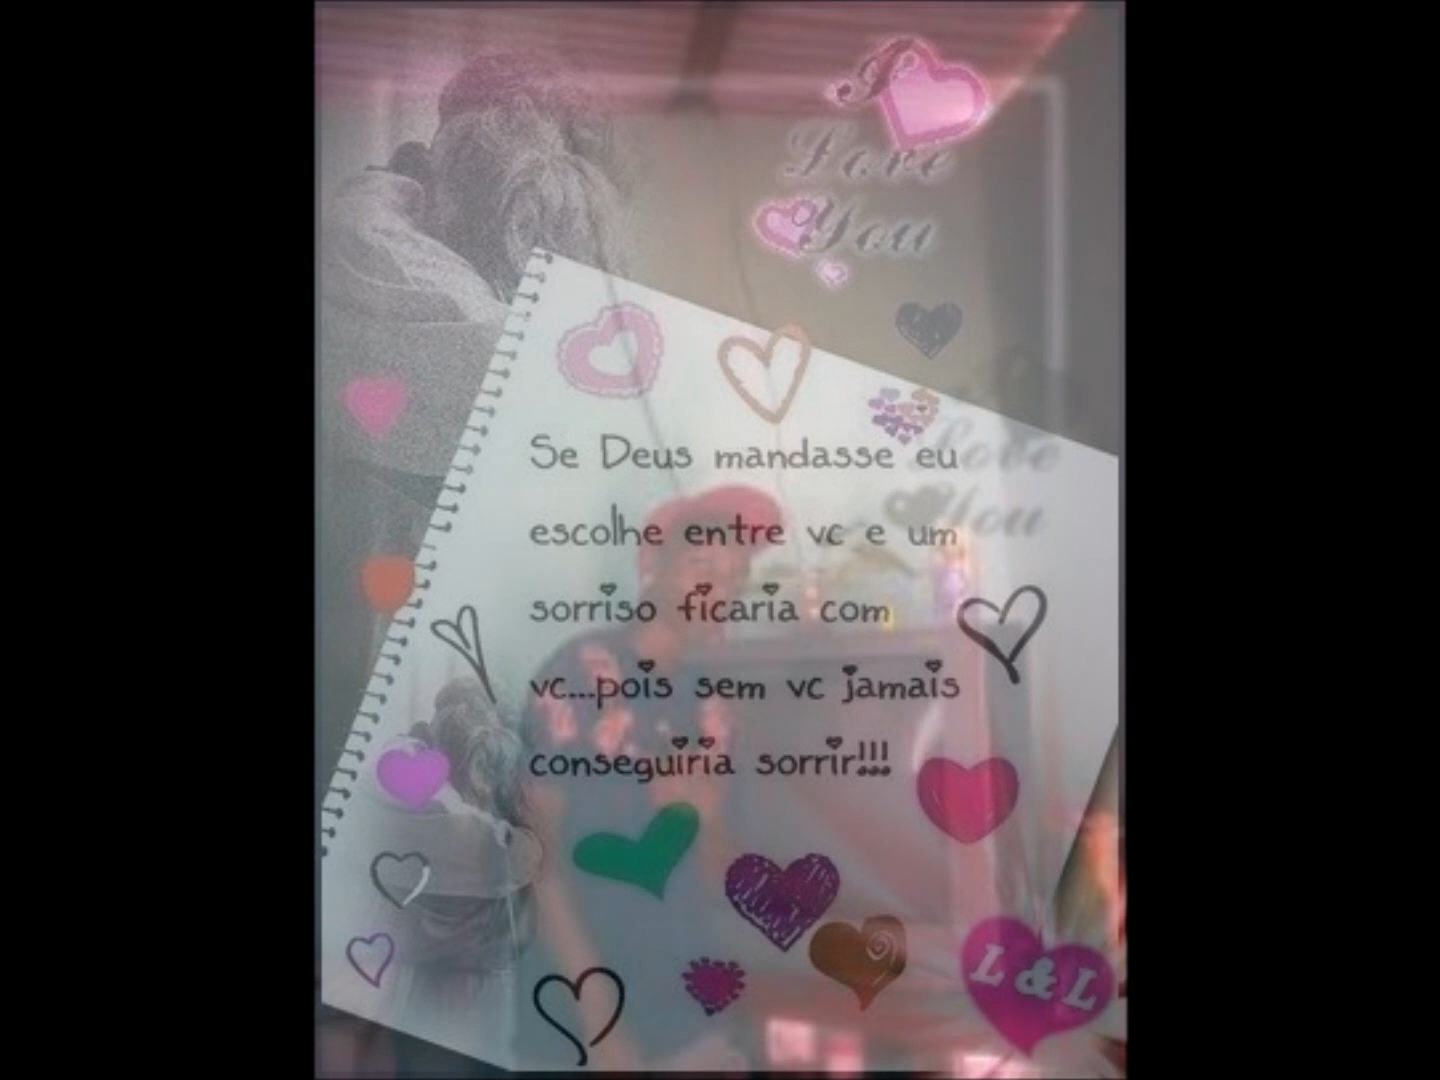 I
Love
You
Love
You
Se Deus mandasse eu
escolhe entre vc e um
sorriso ficaria com
vc...pois sem vc jamais
conseguiria sorrir!!!
L & L